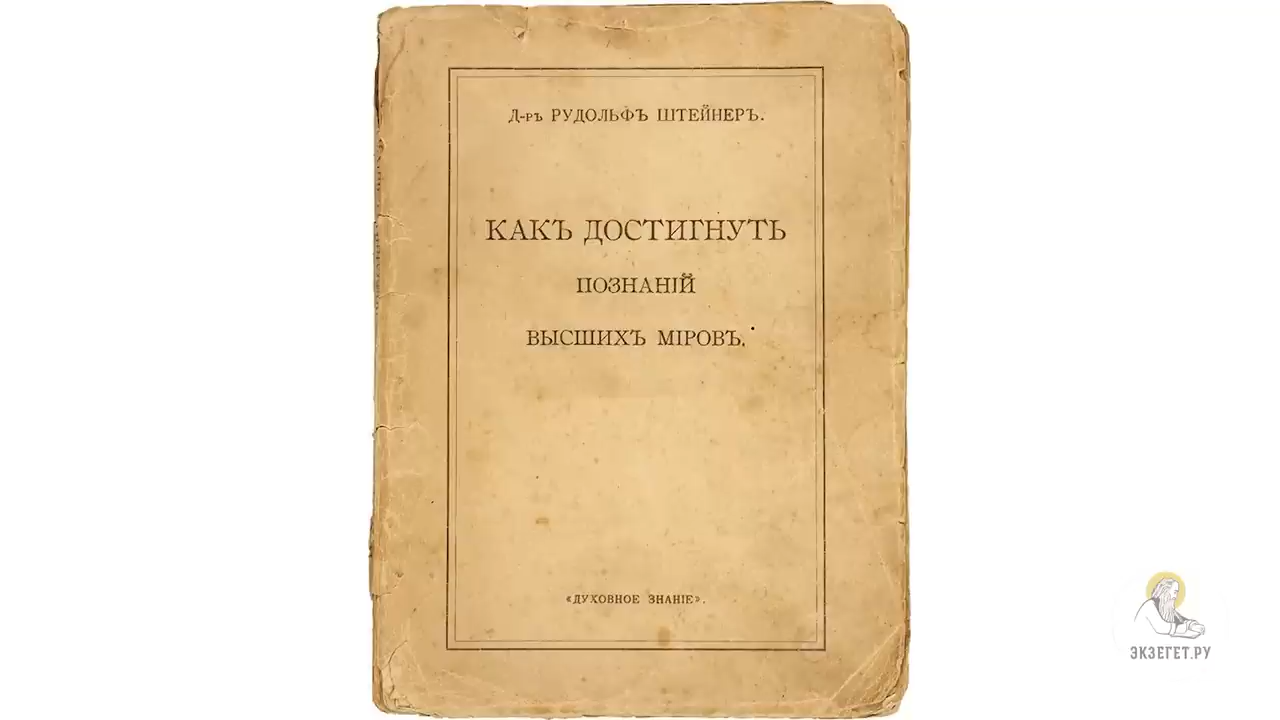 Д-ръ РУДОЛЬФЪ ШТЕЙНЕРЪ.
КАКЪ ДОСТИГНУТЬ
ПОЗНАНІЙ
ВЫСШИХЪ МІРОВЪ.
«ДУХОВНОЕ ЗНАНІЕ».
ЭКЗЕГЕТ.РУ